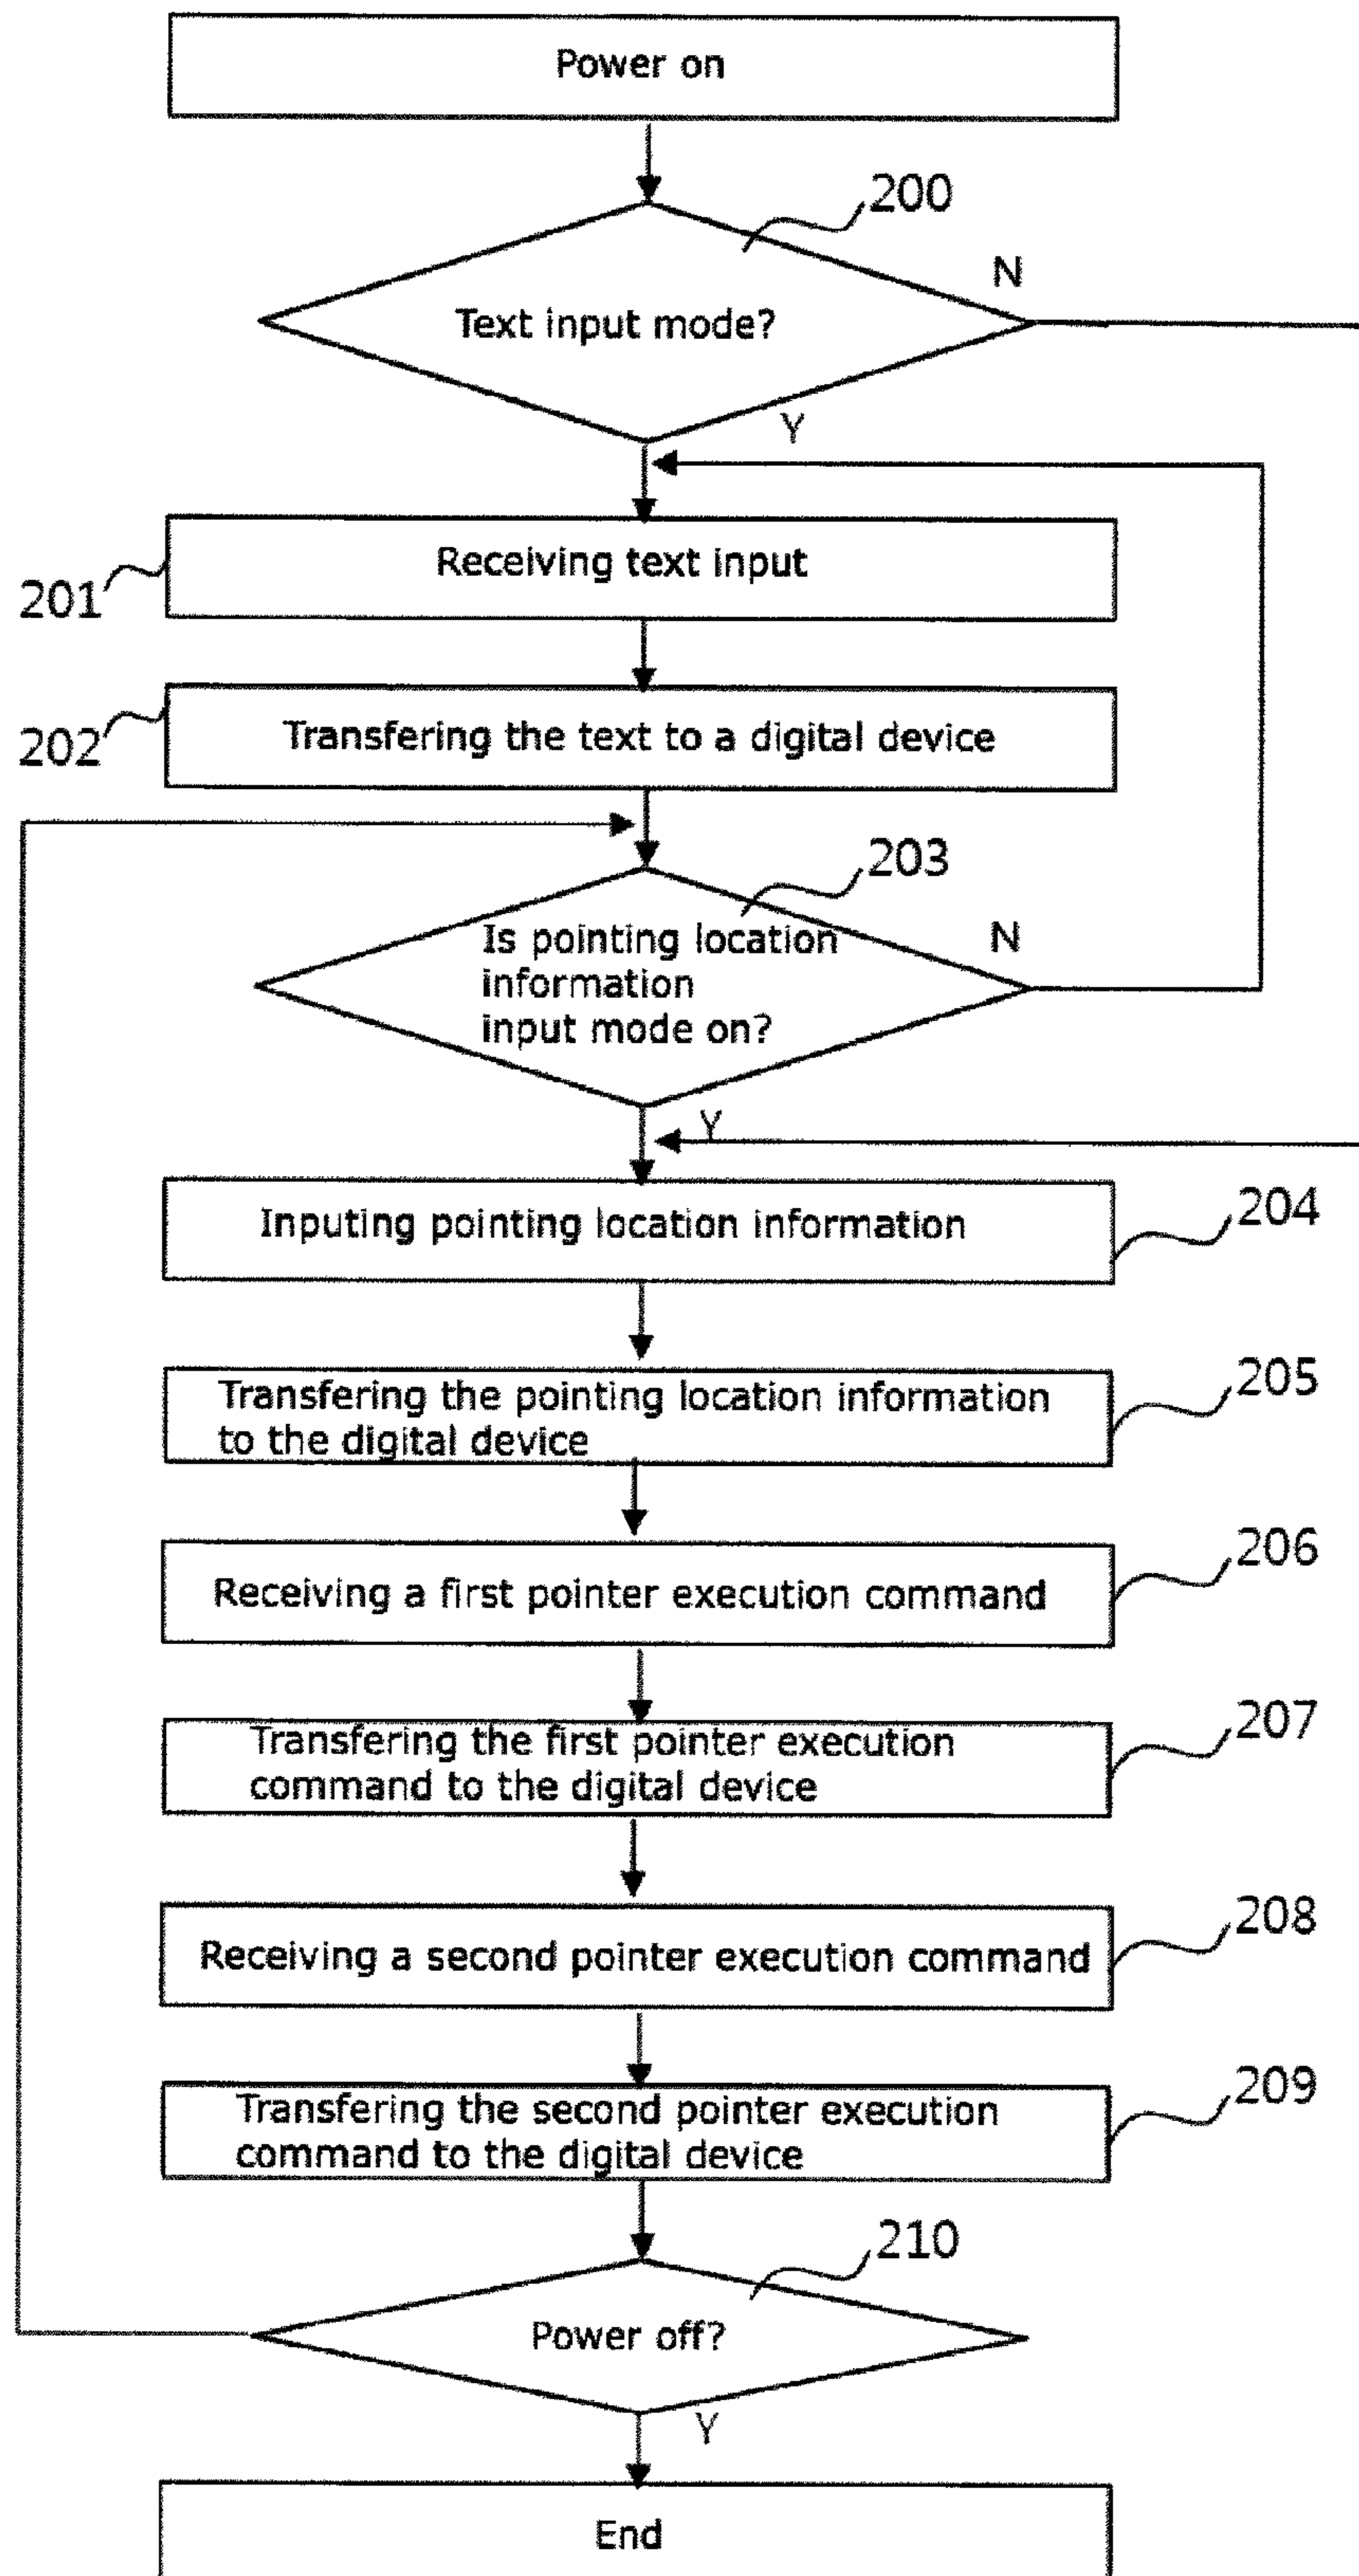 Power on
200
Text input mode?
N
Y
Receiving text input
201
Transfering the text to a digital device
202
203
Is pointing location
information
input mode on?
N
Y
Inputing pointing location information
204
Transfering the pointing location information
to the digital device
205
Receiving a first pointer execution command
206
Transfering the first pointer execution
command to the digital device
207
Receiving a second pointer execution command
208
Transfering the second pointer execution
command to the digital device
209
210
Power off?
Y
End